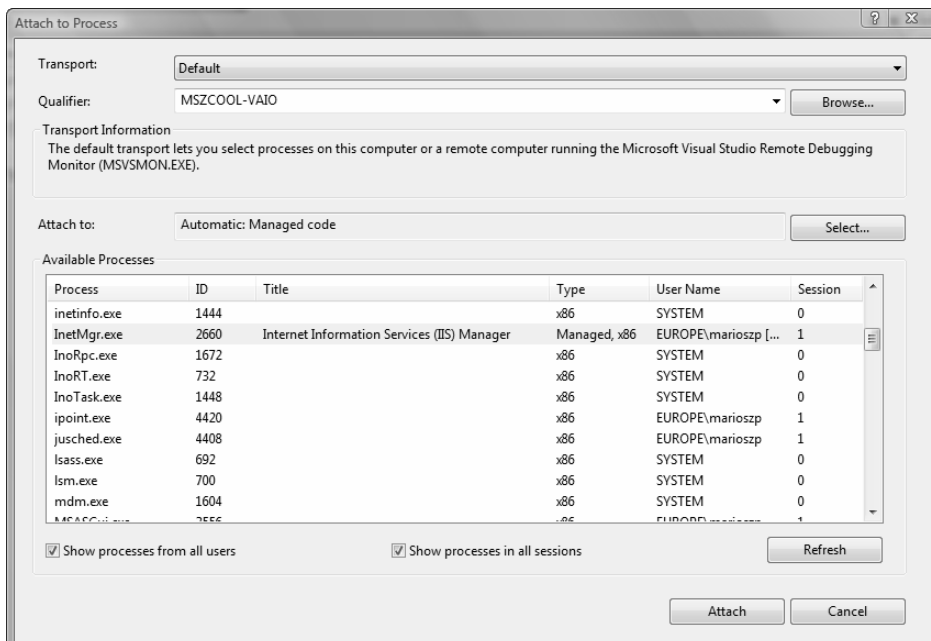 Attach to Process
Transport: Default
Qualifier: MSZCOOL-VAIO Browse...
Transport Information
The default transport lets you select processes on this computer or a remote computer running the Microsoft Visual Studio Remote Debugging
Monitor (MSVSMON.EXE).
Attach to: Automatic: Managed code Select...
Available Processes
Process ID Title Type User Name Session
inetinfo.exe 1444 x86 SYSTEM 0
InetMgr.exe 2660 Internet Information Services (IIS) Manager Managed, x86 EUROPE\marioszp [... 1
InoRpc.exe 1672 x86 SYSTEM 0
InoRT.exe 732 x86 SYSTEM 0
InoTask.exe 1448 x86 SYSTEM 0
ipoint.exe 4420 x86 EUROPE\marioszp 1
jusched.exe 4408 x86 EUROPE\marioszp 1
lsass.exe 692 x86 SYSTEM 0
lsm.exe 700 x86 SYSTEM 0
mdm.exe 1604 x86 SYSTEM 0
x86 EUROPE\marioszp 1
Show processes from all users Show processes in all sessions Refresh
Attach Cancel